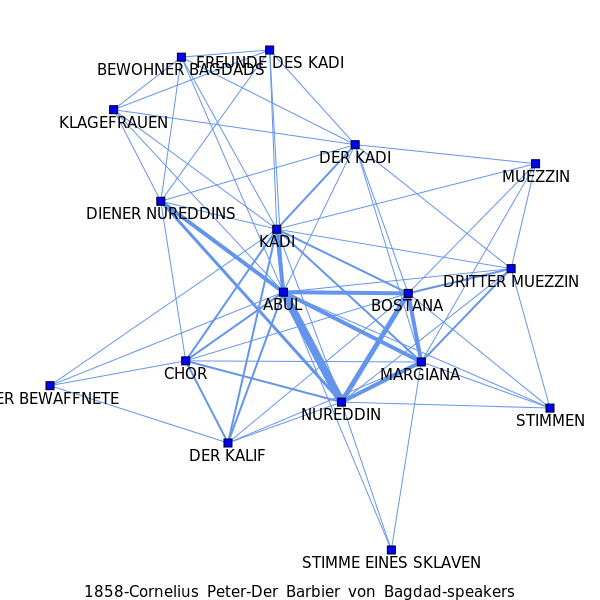 FREUNDE DES KADI
BEWOHNER BAGDADS
KLAGEFRAUEN
DER KADI
MUEZZIN
DIENER NUREDDINS
KADI
DRITTER MUEZZIN
ABUL
BOSTANA
CHOR
MARGIANA
ER BEWAFFNETE
NUREDDIN
STIMMEN
DER KALIF
STIMME EINES SKLAVEN
1858-Cornelius Peter-Der Barbier von Bagdad-speakers